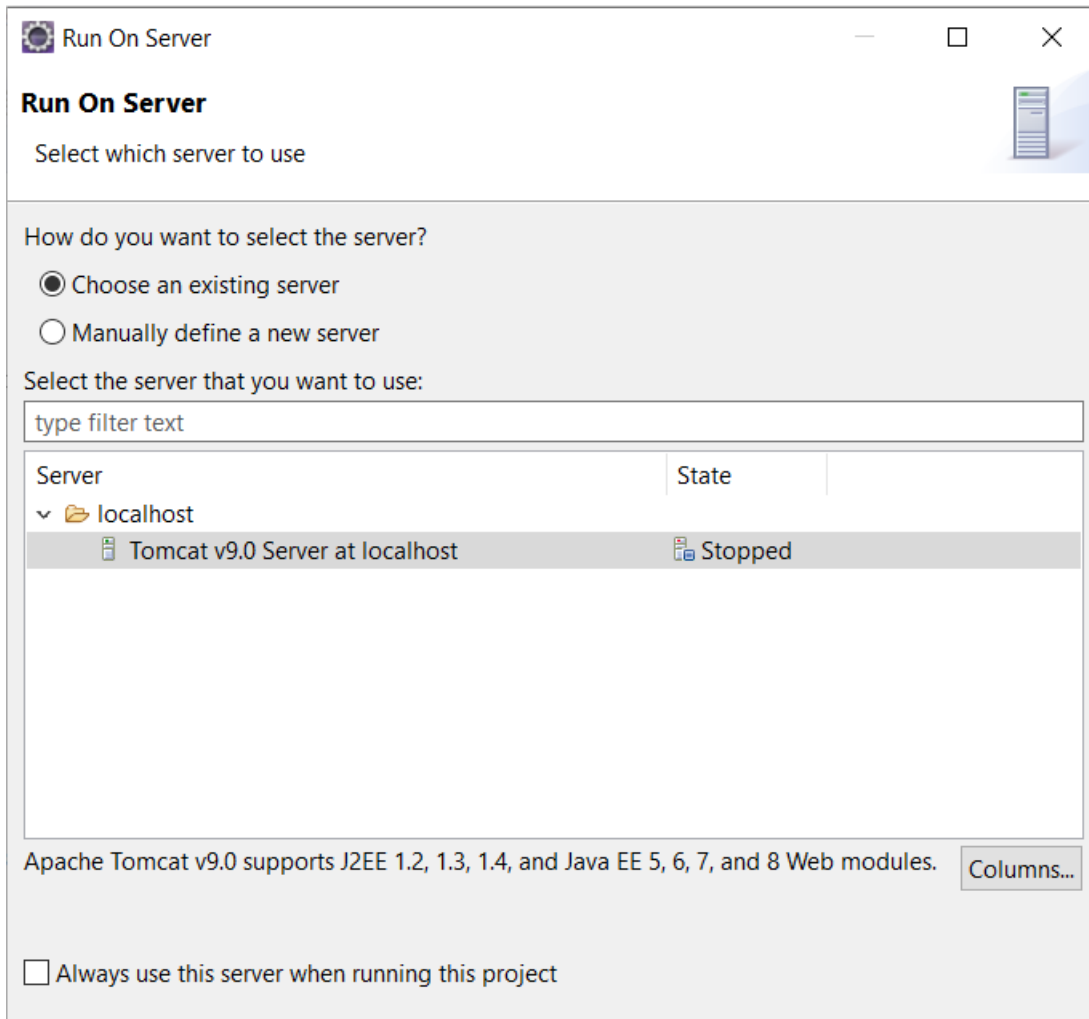 Run On Server
Run On Server
Select which server to use
How do you want to select the server?
Choose an existing server
Manually define a new server
Select the server that you want to use:
type filter text
Server State
localhost
Tomcat v9.0 Server at localhost Stopped
Apache Tomcat v9.0 supports J2EE 1.2, 1.3, 1.4, and Java EE 5, 6, 7, and 8 Web modules. Columns...
Always use this server when running this project